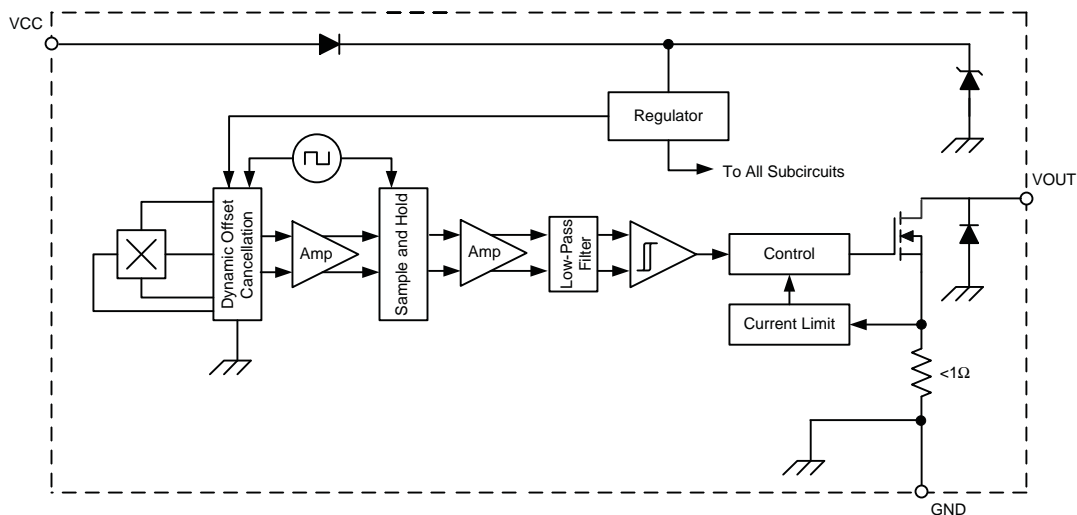 VCC
Regulator
To All Subcircuits
VOUT
Dynamic Offset
Cancellation
Amp
Sample and Hold
Amp
Low-Pass
Filter
Control
Current Limit
<1Ω
GND